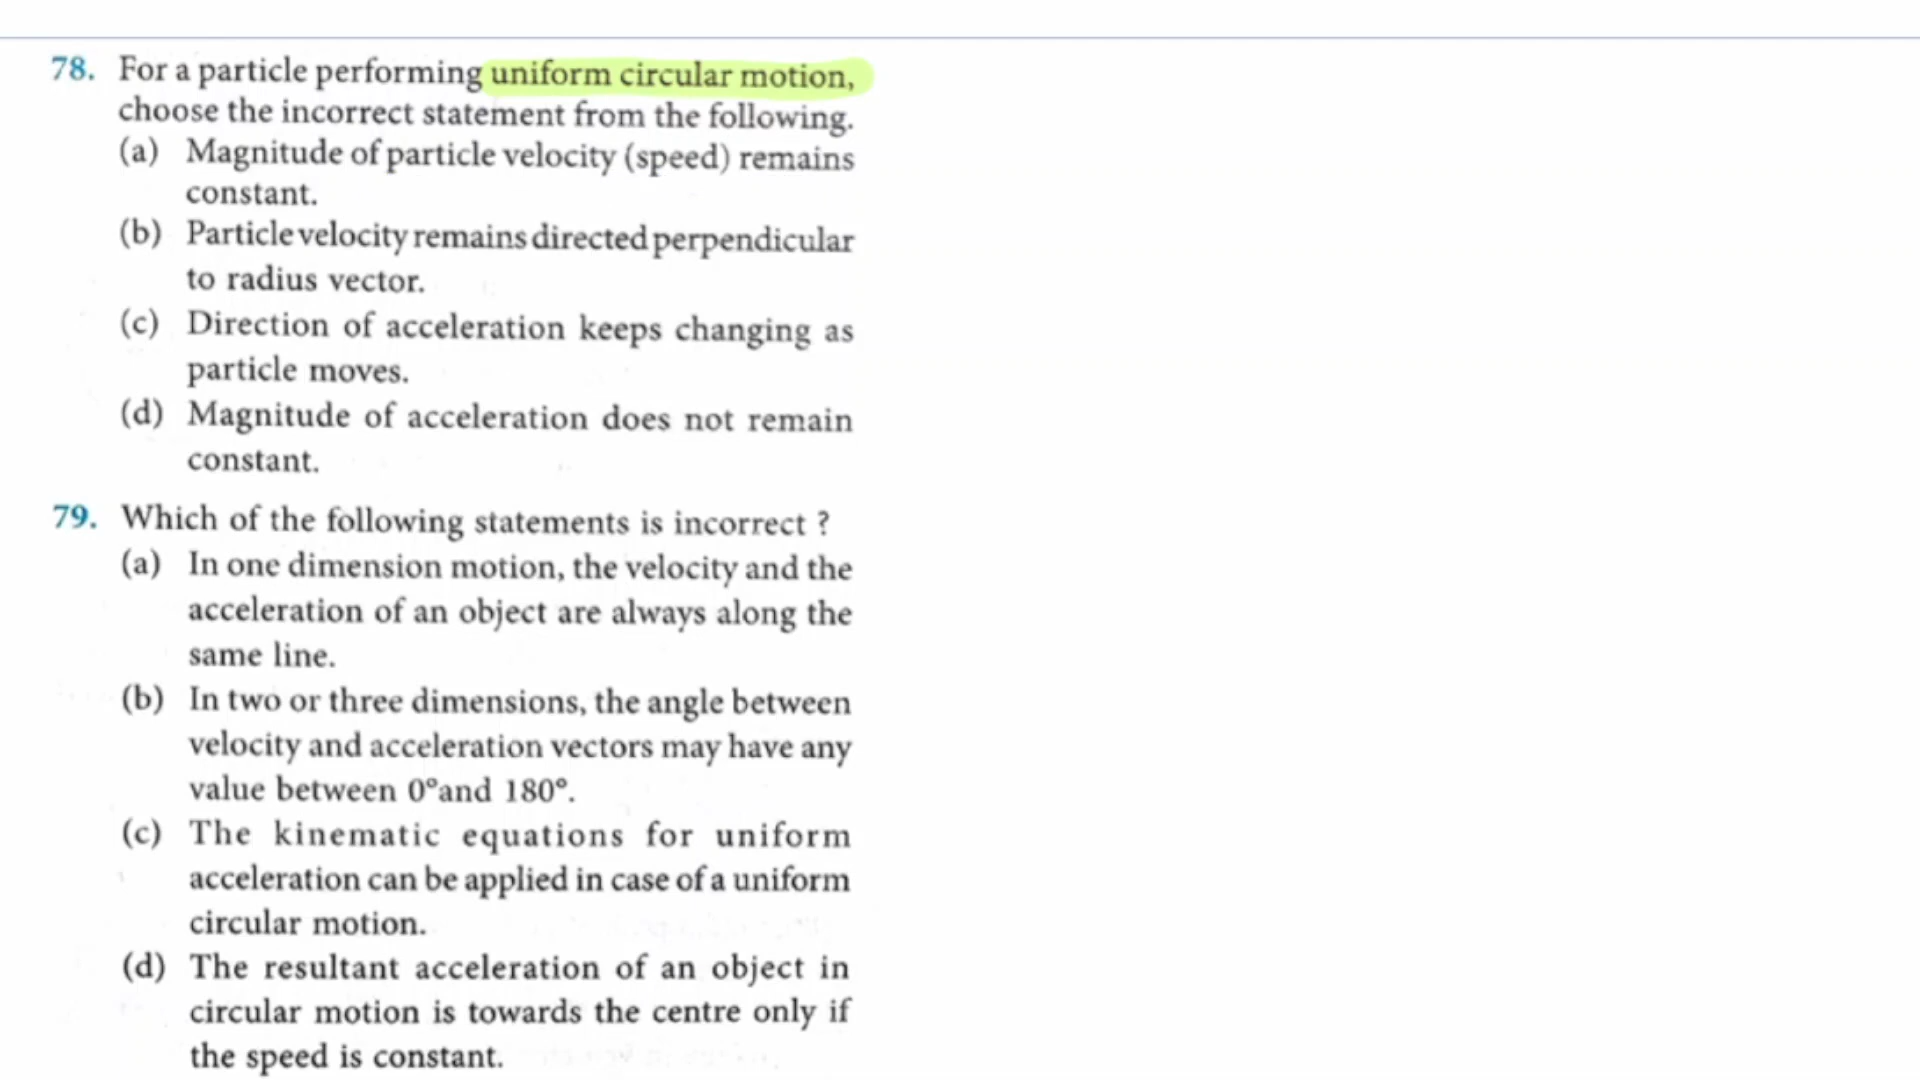 78. For a particle performing uniform circular motion,
choose the incorrect statement from the following.
(a) Magnitude of particle velocity (speed) remains
constant.
(b) Particle velocity remains directed perpendicular
to radius vector.
(c) Direction of acceleration keeps changing as
particle moves.
(d) Magnitude of acceleration does not remain
constant.
79. Which of the following statements is incorrect ?
(a) In one dimension motion, the velocity and the
acceleration of an object are always along the
same line.
(b) In two or three dimensions, the angle between
velocity and acceleration vectors may have any
value between 0°and 180°.
(c) The kinematic equations for uniform
acceleration can be applied in case of a uniform
circular motion.
(d) The resultant acceleration of an object in
circular motion is towards the centre only if
the speed is constant.